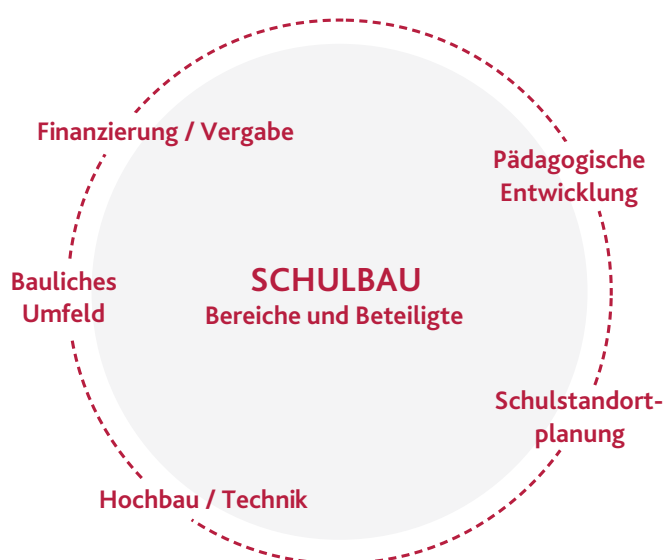 Finanzierung / Vergabe
Pädagogische
Entwicklung
SCHULBAU
Bereiche und Beteiligte
Bauliches
Umfeld
Schulstandort-
planung
Hochbau / Technik